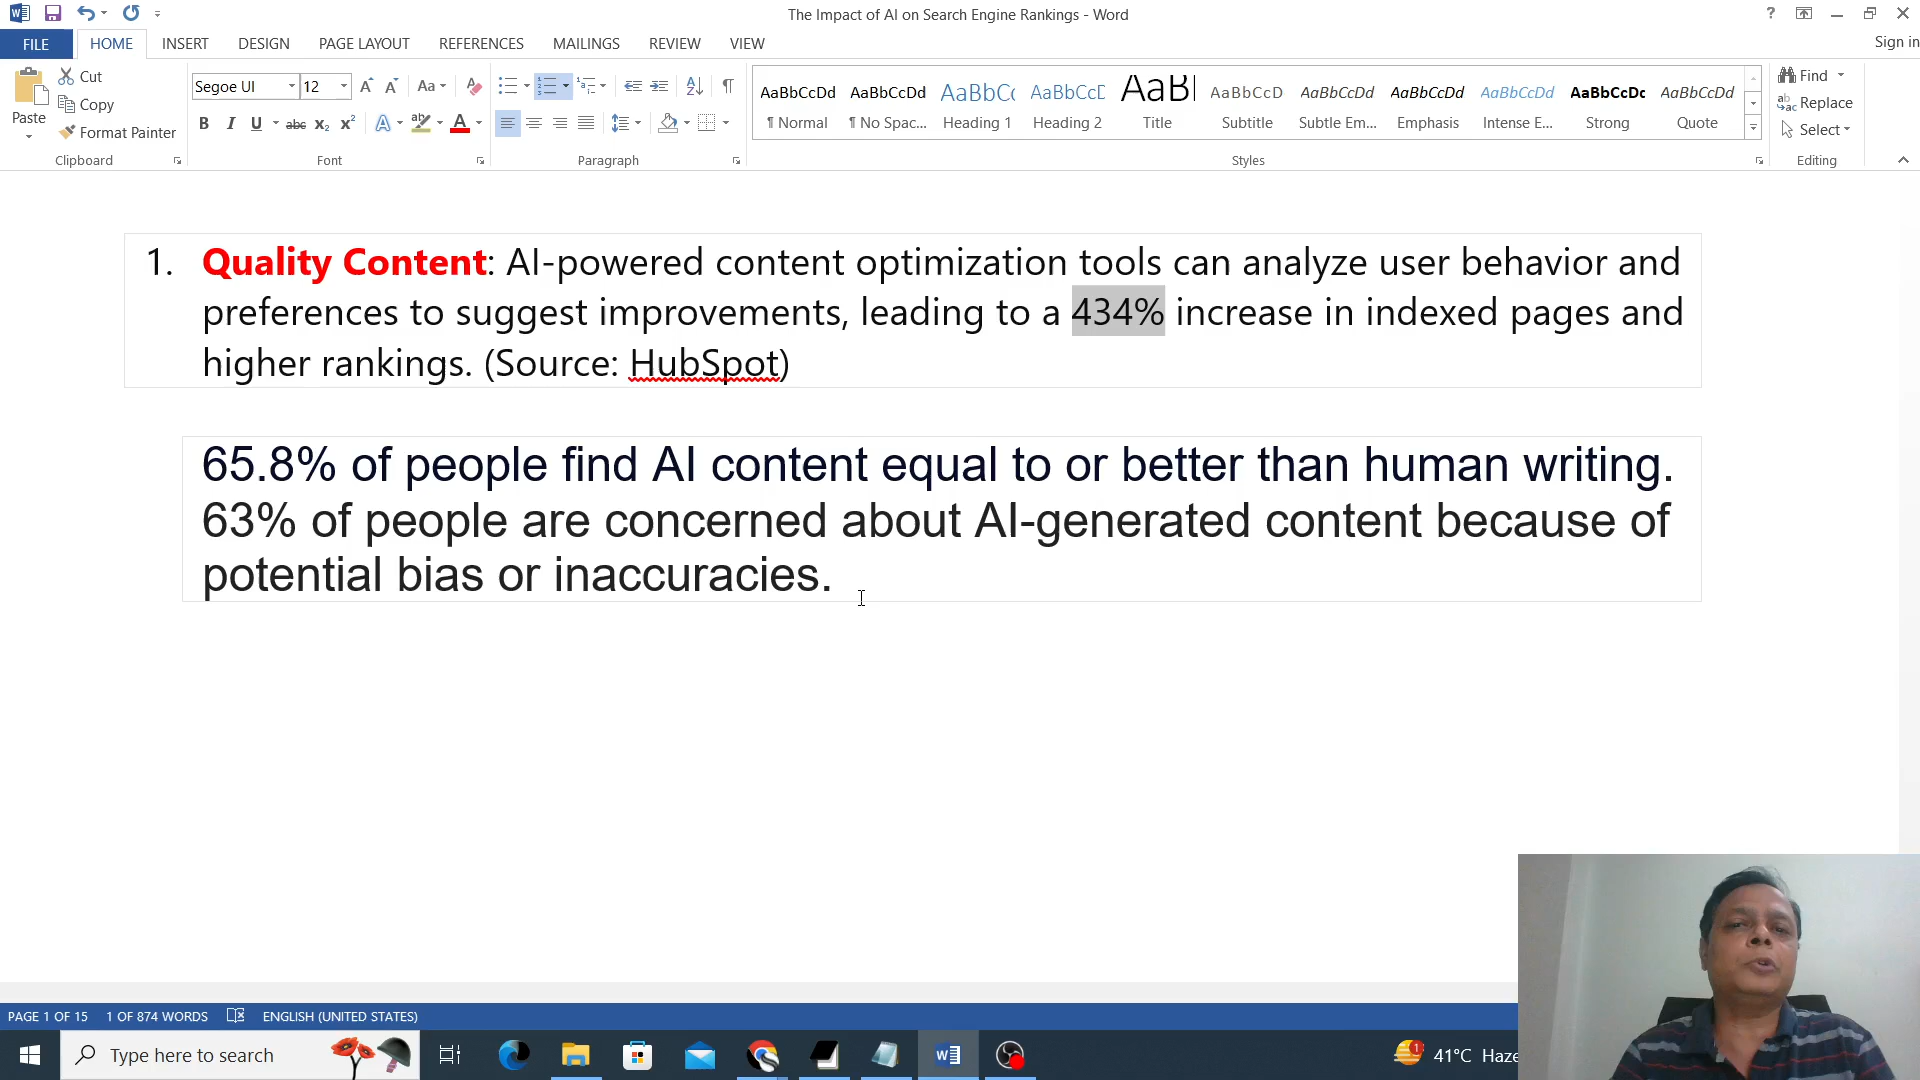 The Impact of AI on Search Engine Rankings - Word
FILE HOME INSERT DESIGN PAGE LAYOUT REFERENCES MAILINGS REVIEW VIEW
Sign in
Paste
Cut
Copy
Format Painter
Clipboard
Segoe UI 12
Font
Paragraph
AaBbCcDd AaBbCcDd AaBbCc AaBbCcD AaBl AaBbCcD AaBbCcDd AaBbCcDd AaBbCcDd AaBbCcDc AaBbCcDd
¶ Normal ¶ No Spac... Heading 1 Heading 2 Title Subtitle Subtle Em... Emphasis Intense E... Strong Quote
Styles
Find
Replace
Select
Editing
1. Quality Content: AI-powered content optimization tools can analyze user behavior and
preferences to suggest improvements, leading to a 434% increase in indexed pages and
higher rankings. (Source: HubSpot)
65.8% of people find AI content equal to or better than human writing.
63% of people are concerned about AI-generated content because of
potential bias or inaccuracies.
PAGE 1 OF 15 1 OF 874 WORDS ENGLISH (UNITED STATES)
Type here to search
41°C Haze